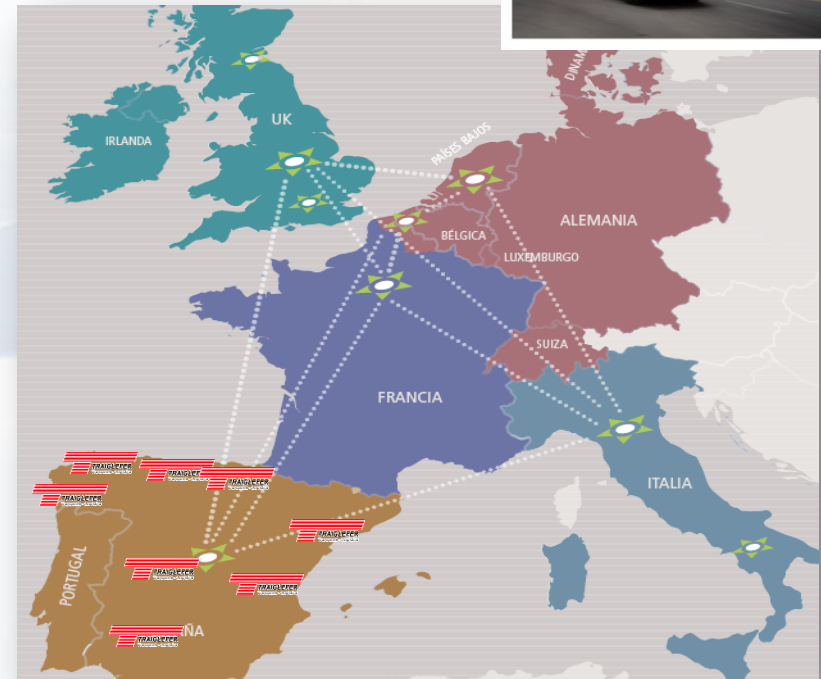 DINAM
UK
IRLANDA
PAÍSES BAJOS
ALEMANIA
BÉLGICA
LUXEMBURGO
SUIZA
FRANCIA
TRAIGLEFER
TRAIGLEFER
TRAIGLEFER
ITALIA
TRAIGLEFER
TRAIGLEFER
PORTUGAL
TRAIGLEFER
TRAIGLEFER
TRAIGLEFER
ÑA